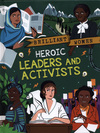 BRILLIANT WOMEN
HEROIC
LEADERS AND
ACTIVISTS